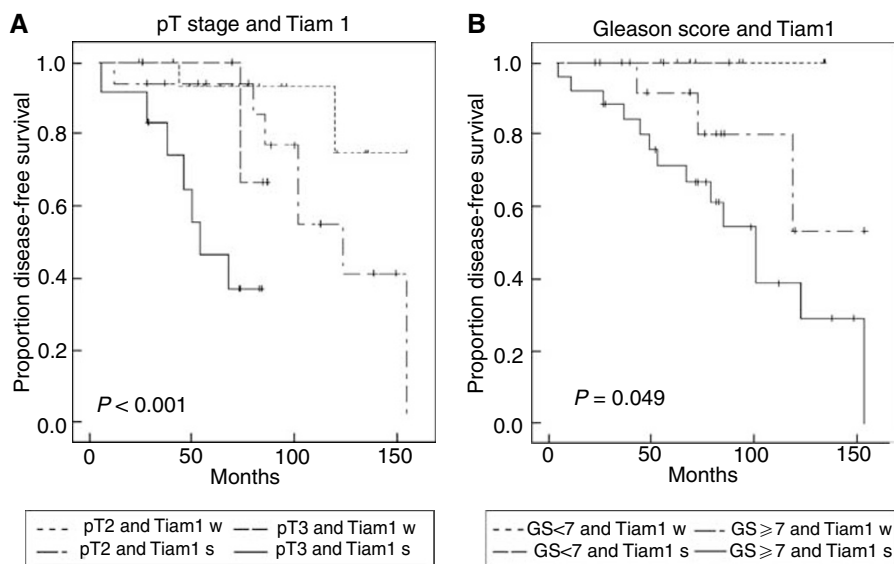 A
pT stage and Tiam 1
Proportion disease-free survival
1.0
0.8
0.6
0.4
0.2
0.0
P < 0.001
0 50 100 150
Months
pT2 and Tiam1 w pT3 and Tiam1 w
pT2 and Tiam1 s pT3 and Tiam1 s
B
Gleason score and Tiam1
Proportion disease-free survival
1.0
0.8
0.6
0.4
0.2
0.0
P = 0.049
0 50 100 150
Months
GS<7 and Tiam1 w GS⩾7 and Tiam1 w
GS<7 and Tiam1 s GS⩾7 and Tiam1 s